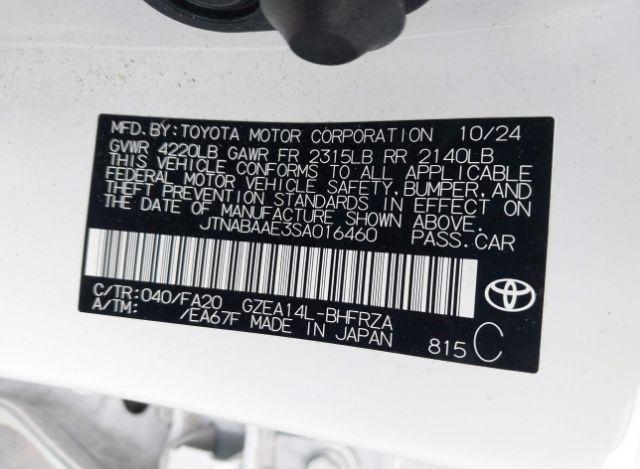 MFD.BY:TOYOTA MOTOR CORPORATION 10/24
GVWR 4220LB GAWR FR 2315LB RR 2140LB
THIS VEHICLE CONFORMS TO ALL APPLICABLE
FEDERAL MOTOR VEHICLE SAFETY,BUMPER,AND
THEFT PREVENTION STANDARDS IN EFFECT ON
THE DATE OF MANUFACTURE SHOWN ABOVE.
JTNABAAE3SA016460 PASS.CAR
C/TR:040/FA20 GZEA14L-BHFRZA
A/TM: /EA67F MADE IN JAPAN 815 C